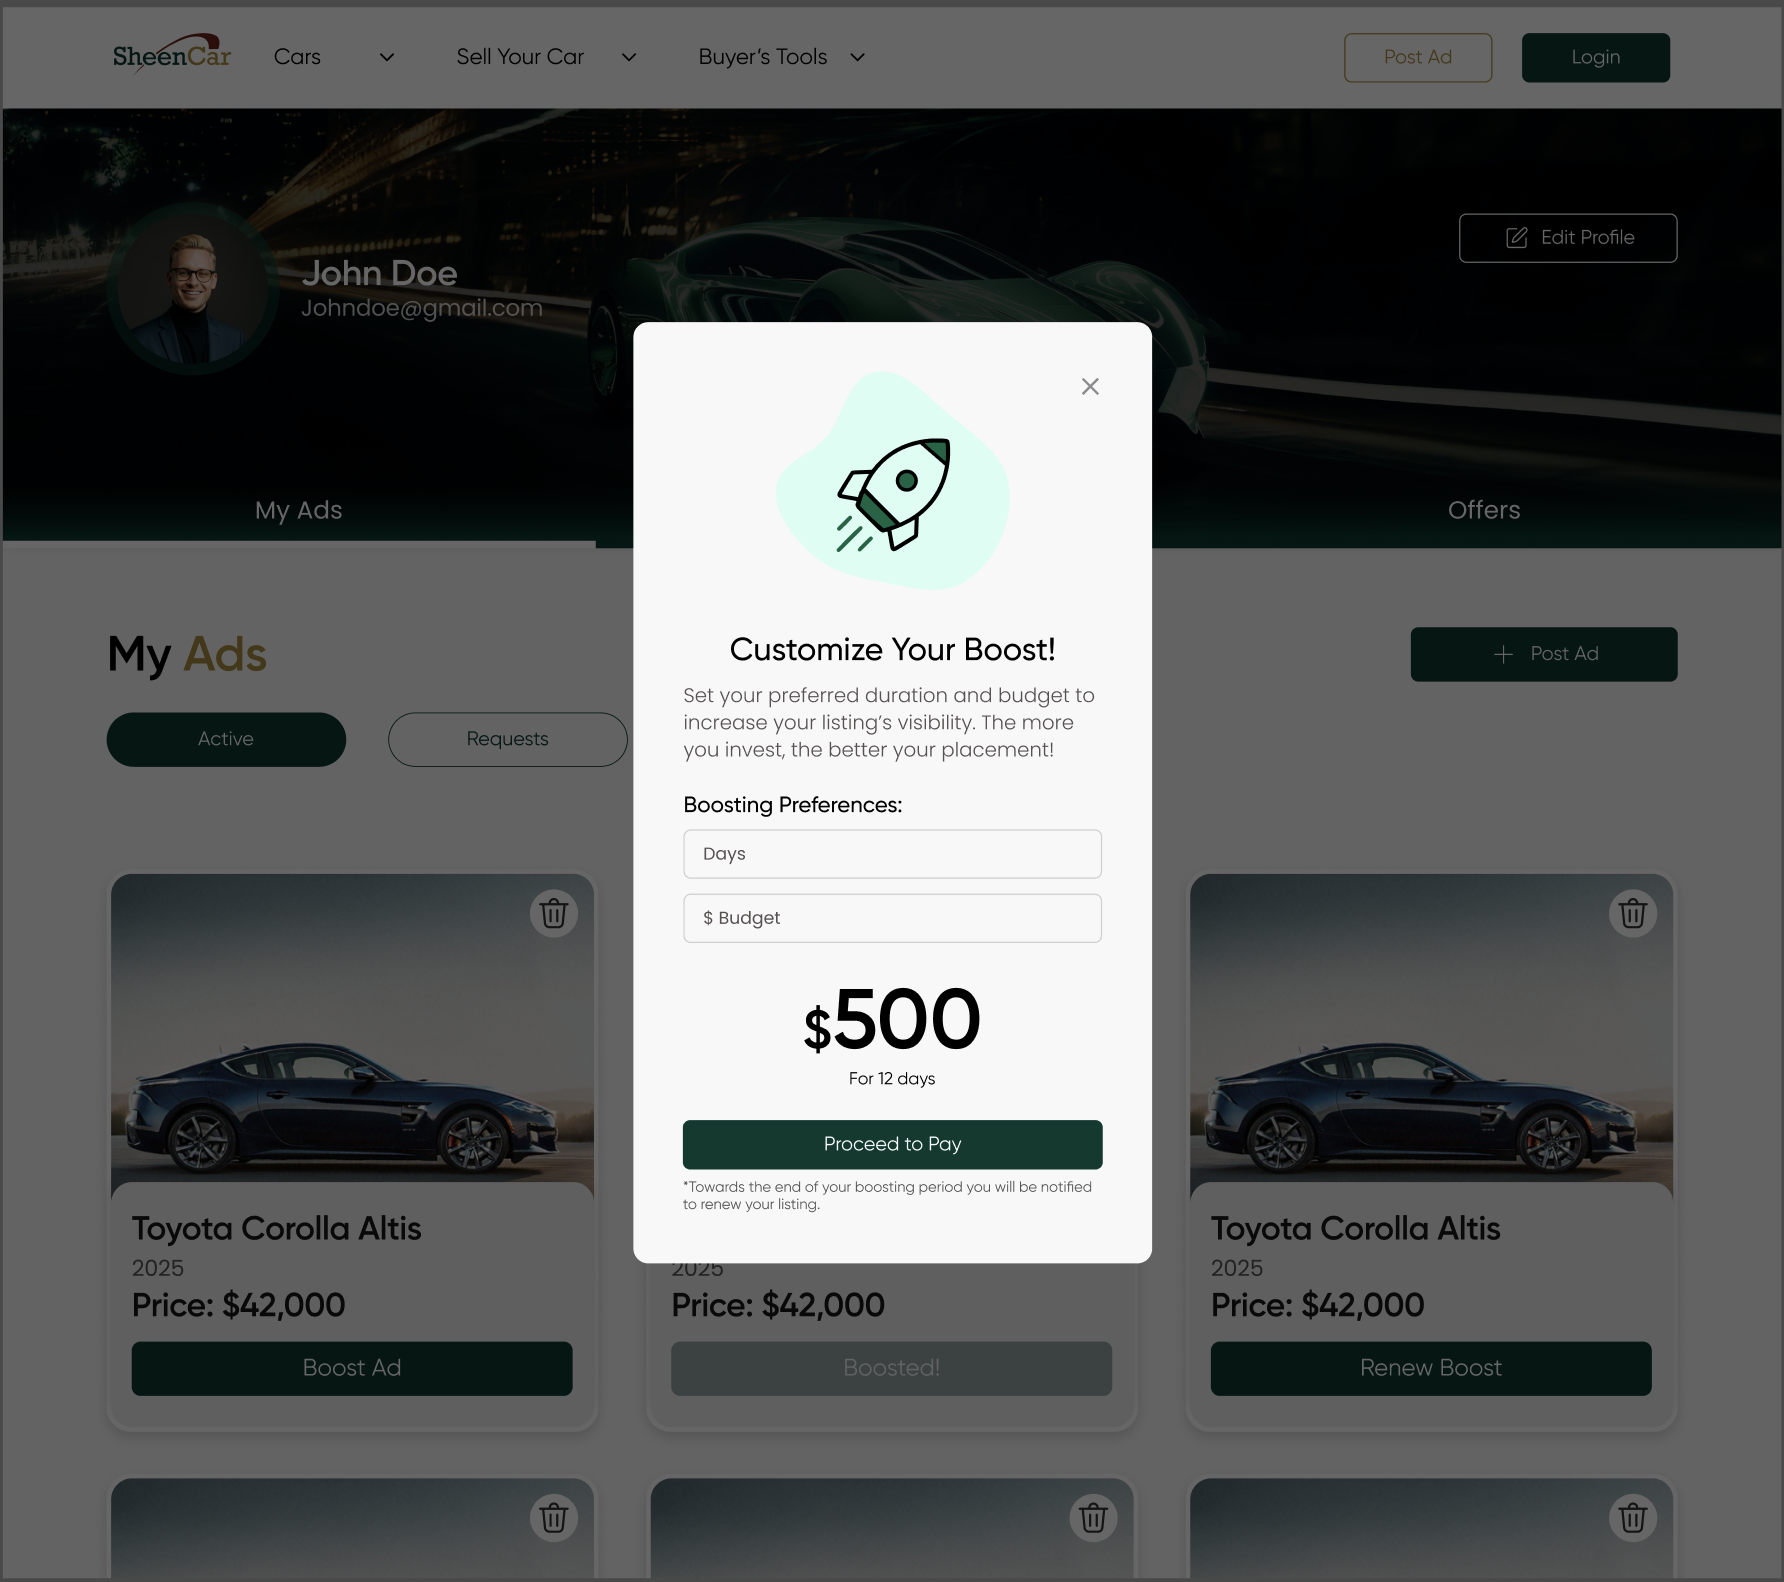 SheenCar
Cars
Sell Your Car
Buyer's Tools
Post Ad
Login
John Doe
Johndoe@gmail.com
Edit Profile
My Ads
Offers
My Ads
Post Ad
Active
Requests
Customize Your Boost!
Set your preferred duration and budget to
increase your listing's visibility. The more
you invest, the better your placement!
Boosting Preferences:
Days
$ Budget
$500
For 12 days
Proceed to Pay
*Towards the end of your boosting period you will be notified
to renew your listing.
Toyota Corolla Altis
2025
Price: $42,000
Boost Ad
2025
Price: $42,000
Boosted!
Toyota Corolla Altis
2025
Price: $42,000
Renew Boost